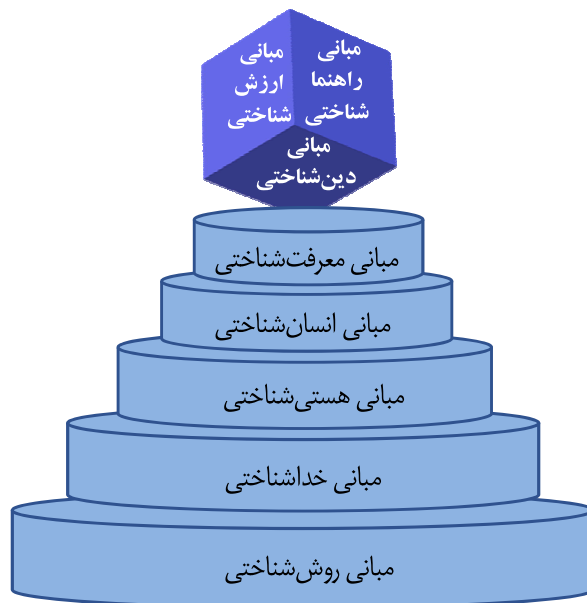 مبانی
راهنما
شناختی
مبانی
ارزش
شناختی
مبانی
دین‌شناختی
مبانی معرفت‌شناختی
مبانی انسان‌شناختی
مبانی هستی‌شناختی
مبانی خداشناختی
مبانی روش‌شناختی